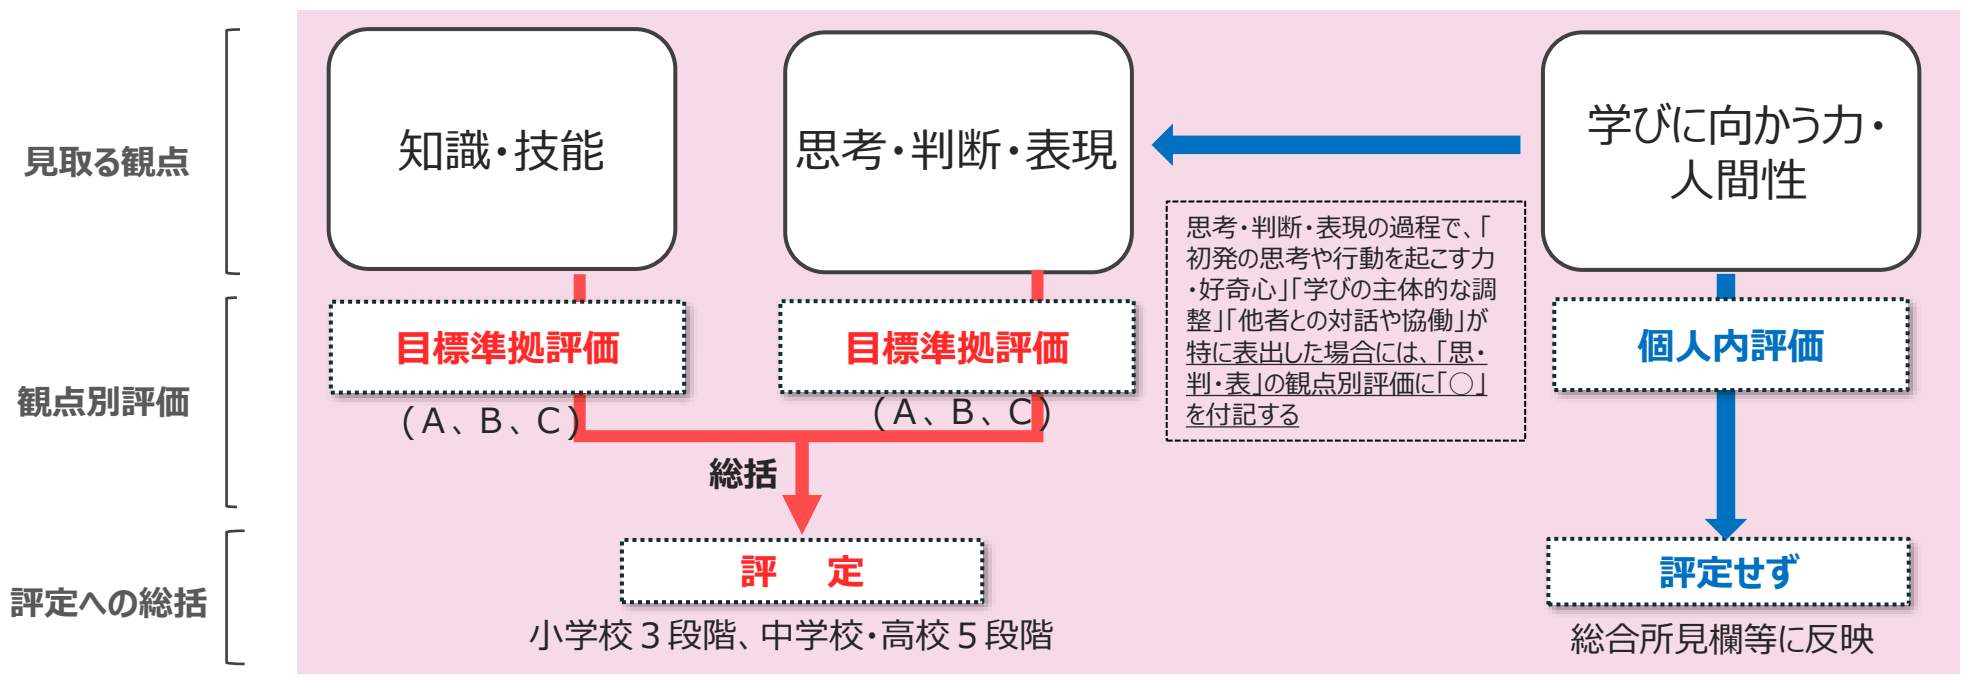 見取る観点
知識・技能
思考・判断・表現
学びに向かう力・
人間性
思考・判断・表現の過程で、「
初発の思考や行動を起こす力
・好奇心」「学びの主体的な調
整」「他者との対話や協働」が
特に表出した場合には、「思・
判・表」の観点別評価に「○」
を付記する
観点別評価
目標準拠評価
(A、B、C)
目標準拠評価
(A、B、C)
個人内評価
総括
評定への総括
評　定
小学校３段階、中学校・高校５段階
評定せず
総合所見欄等に反映